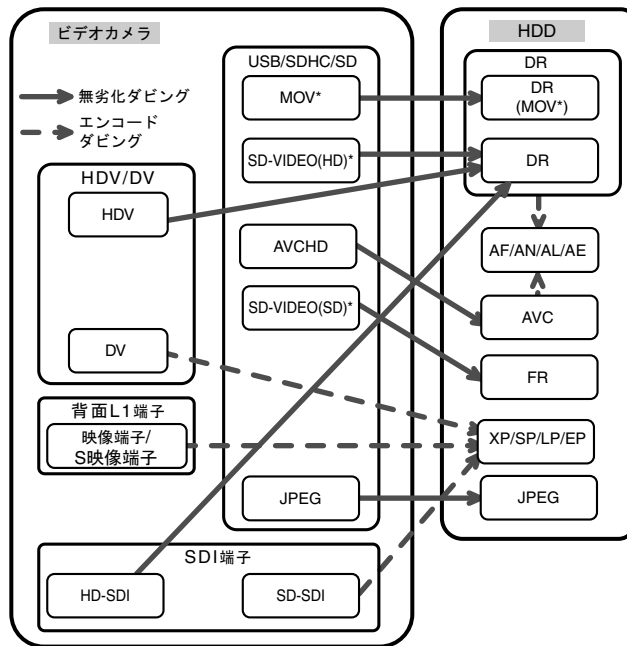 ビデオカメラ
無劣化ダビング
エンコード
ダビング
HDV/DV
HDV
DV
背面L1端子
映像端子/
S映像端子
USB/SDHC/SD
MOV*
SD-VIDEO(HD)*
AVCHD
SD-VIDEO(SD)*
JPEG
SDI端子
HD-SDI
SD-SDI
HDD
DR
DR
(MOV*)
DR
AF/AN/AL/AE
AVC
FR
XP/SP/LP/EP
JPEG